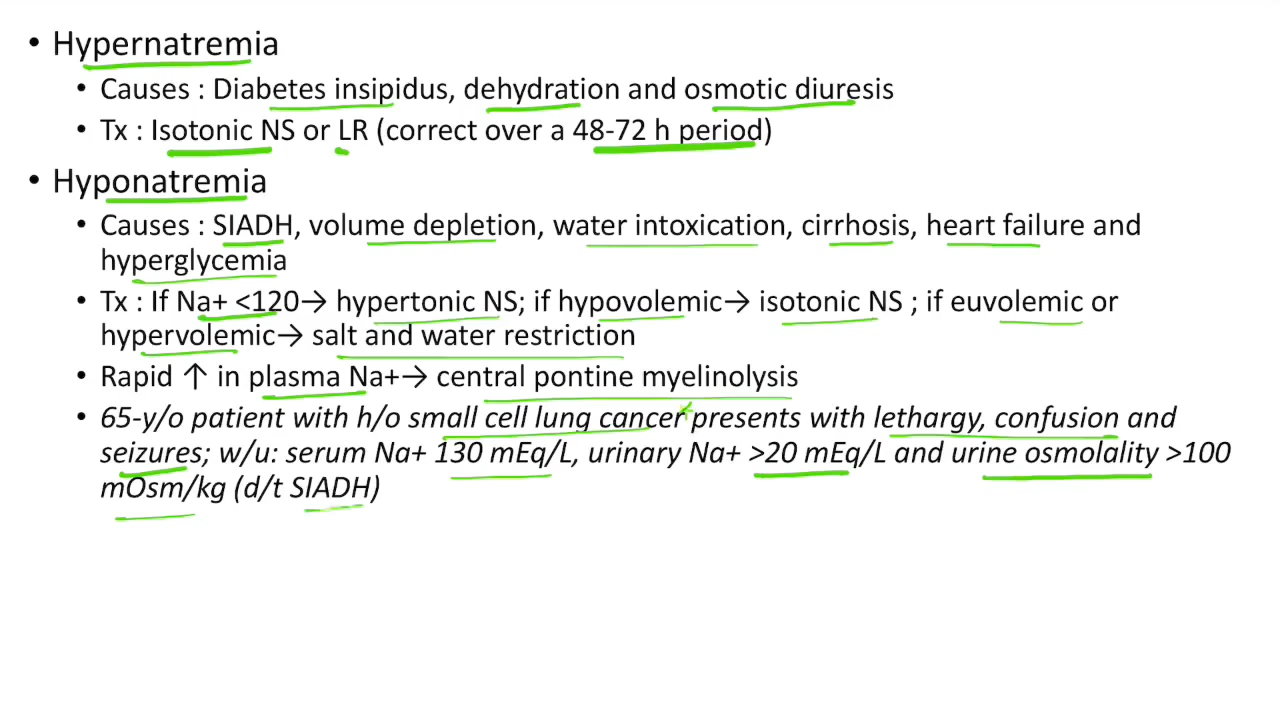 • Hypernatremia
• Causes : Diabetes insipidus, dehydration and osmotic diuresis
• Tx : Isotonic NS or LR (correct over a 48-72 h period)
• Hyponatremia
• Causes : SIADH, volume depletion, water intoxication, cirrhosis, heart failure and
hyperglycemia
• Tx : If Na+ <120→ hypertonic NS; if hypovolemic→ isotonic NS ; if euvolemic or
hypervolemic→ salt and water restriction
• Rapid ↑ in plasma Na+→ central pontine myelinolysis
• 65-y/o patient with h/o small cell lung cancer presents with lethargy, confusion and
seizures; w/u: serum Na+ 130 mEq/L, urinary Na+ >20 mEq/L and urine osmolality >100
mOsm/kg (d/t SIADH)